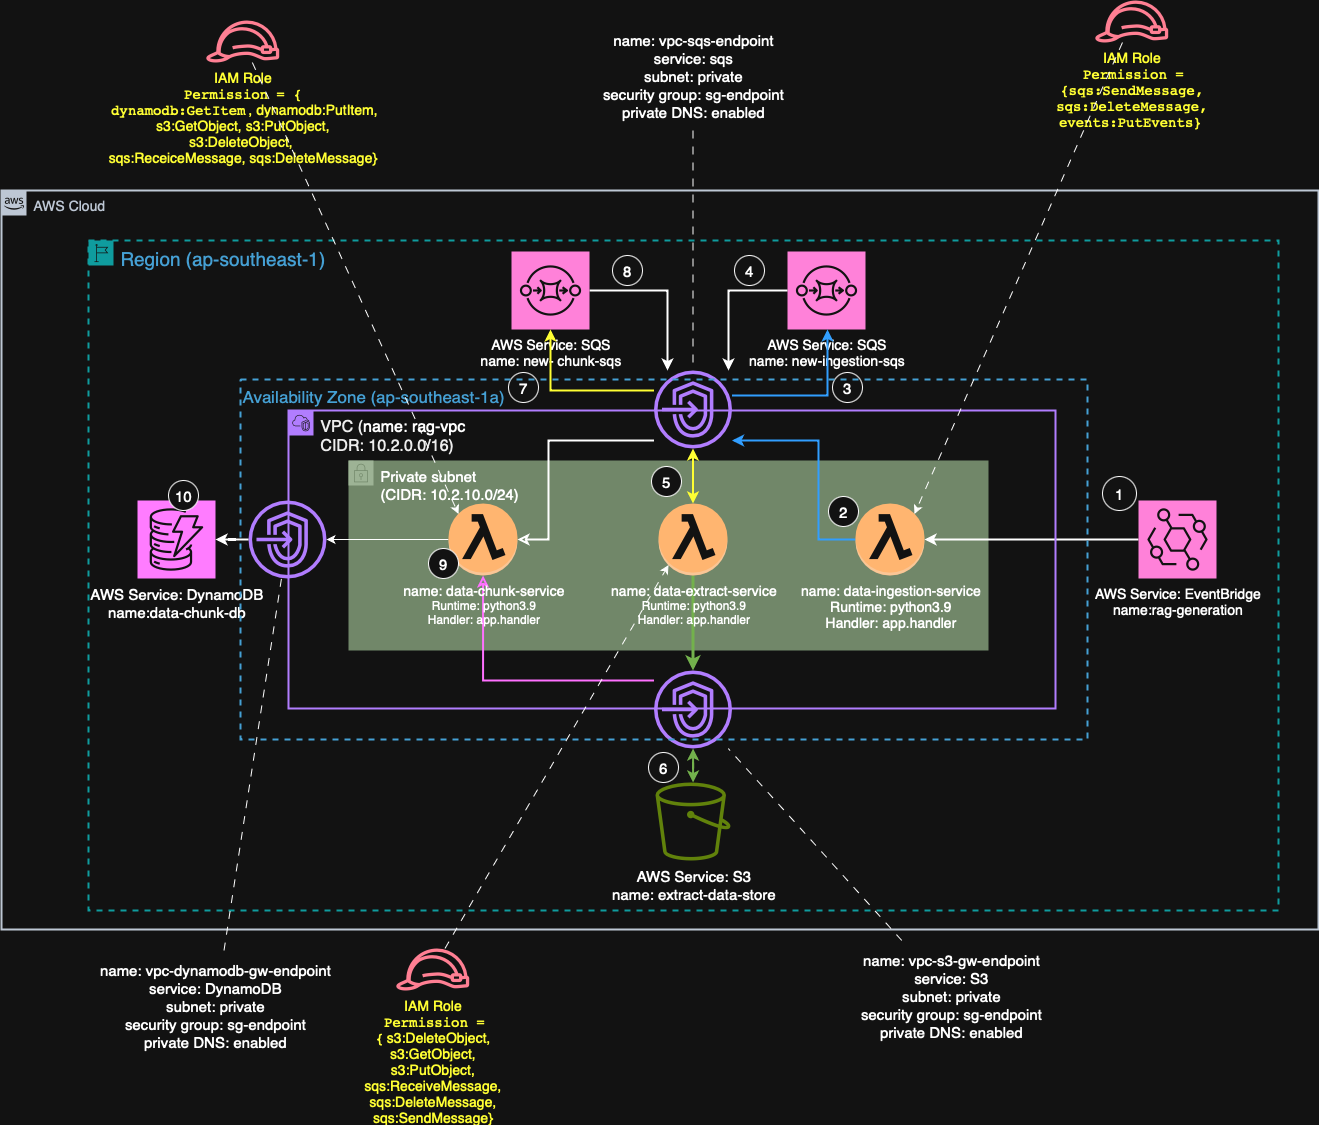 IAM Role
Permission = {
dynamodb:GetItem, dynamodb:PutItem,
s3:GetObject, s3:PutObject,
s3:DeleteObject,
sqs:ReceiceMessage, sqs:DeleteMessage}
name: vpc-sqs-endpoint
service: sqs
subnet: private
security group: sg-endpoint
private DNS: enabled
IAM Role
Permission =
{sqs:SendMessage,
sqs:DeleteMessage,
events:PutEvents}
aws
AWS Cloud
Region (ap-southeast-1)
8
4
AWS Service: SQS
name: new- chunk-sqs
AWS Service: SQS
name: new-ingestion-sqs
7
3
Availability Zone (ap-southeast-1a)
VPC (name: rag-vpc
CIDR: 10.2.0.0/16)
Private subnet
(CIDR: 10.2.10.0/24)
5
2
1
10
9
name: data-chunk-service
Runtime: python3.9
Handler: app.handler
name: data-extract-service
Runtime: python3.9
Handler: app.handler
name: data-ingestion-service
Runtime: python3.9
Handler: app.handler
AWS Service: DynamoDB
name:data-chunk-db
AWS Service: EventBridge
name:rag-generation
6
AWS Service: S3
name: extract-data-store
name: vpc-dynamodb-gw-endpoint
service: DynamoDB
subnet: private
security group: sg-endpoint
private DNS: enabled
IAM Role
Permission =
{ s3:DeleteObject,
s3:GetObject,
s3:PutObject,
sqs:ReceiveMessage,
sqs:DeleteMessage,
sqs:SendMessage}
name: vpc-s3-gw-endpoint
service: S3
subnet: private
security group: sg-endpoint
private DNS: enabled